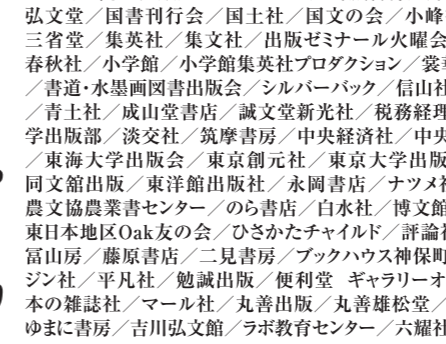 弘文堂／国書刊行会／国土社／国文の会／小峰
三省堂／集英社／集文社／出版ゼミナール火曜会
春秋社／小学館／小学館集英社プロダクション／裳華
／書道・水墨画図書出版会／シルバーバック／信山社
／青土社／成山堂書店／誠文堂新光社／税務経理
学出版部／淡交社／筑摩書房／中央経済社／中央
／東海大学出版会／東京創元社／東京大学出版
同文舘出版／東洋館出版社／永岡書店／ナツメ社
農文協農業書センター／のら書店／白水社／博文館
東日本地区Oak友の会／ひさかたチャイルド／評論社
冨山房／藤原書店／二見書房／ブックハウス神保町
ジン社／平凡社／勉誠出版／便利堂 ギャラリーオ
本の雑誌社／マール社／丸善出版／丸善雄松堂／
ゆまに書房／吉川弘文館／ラボ教育センター／六耀社